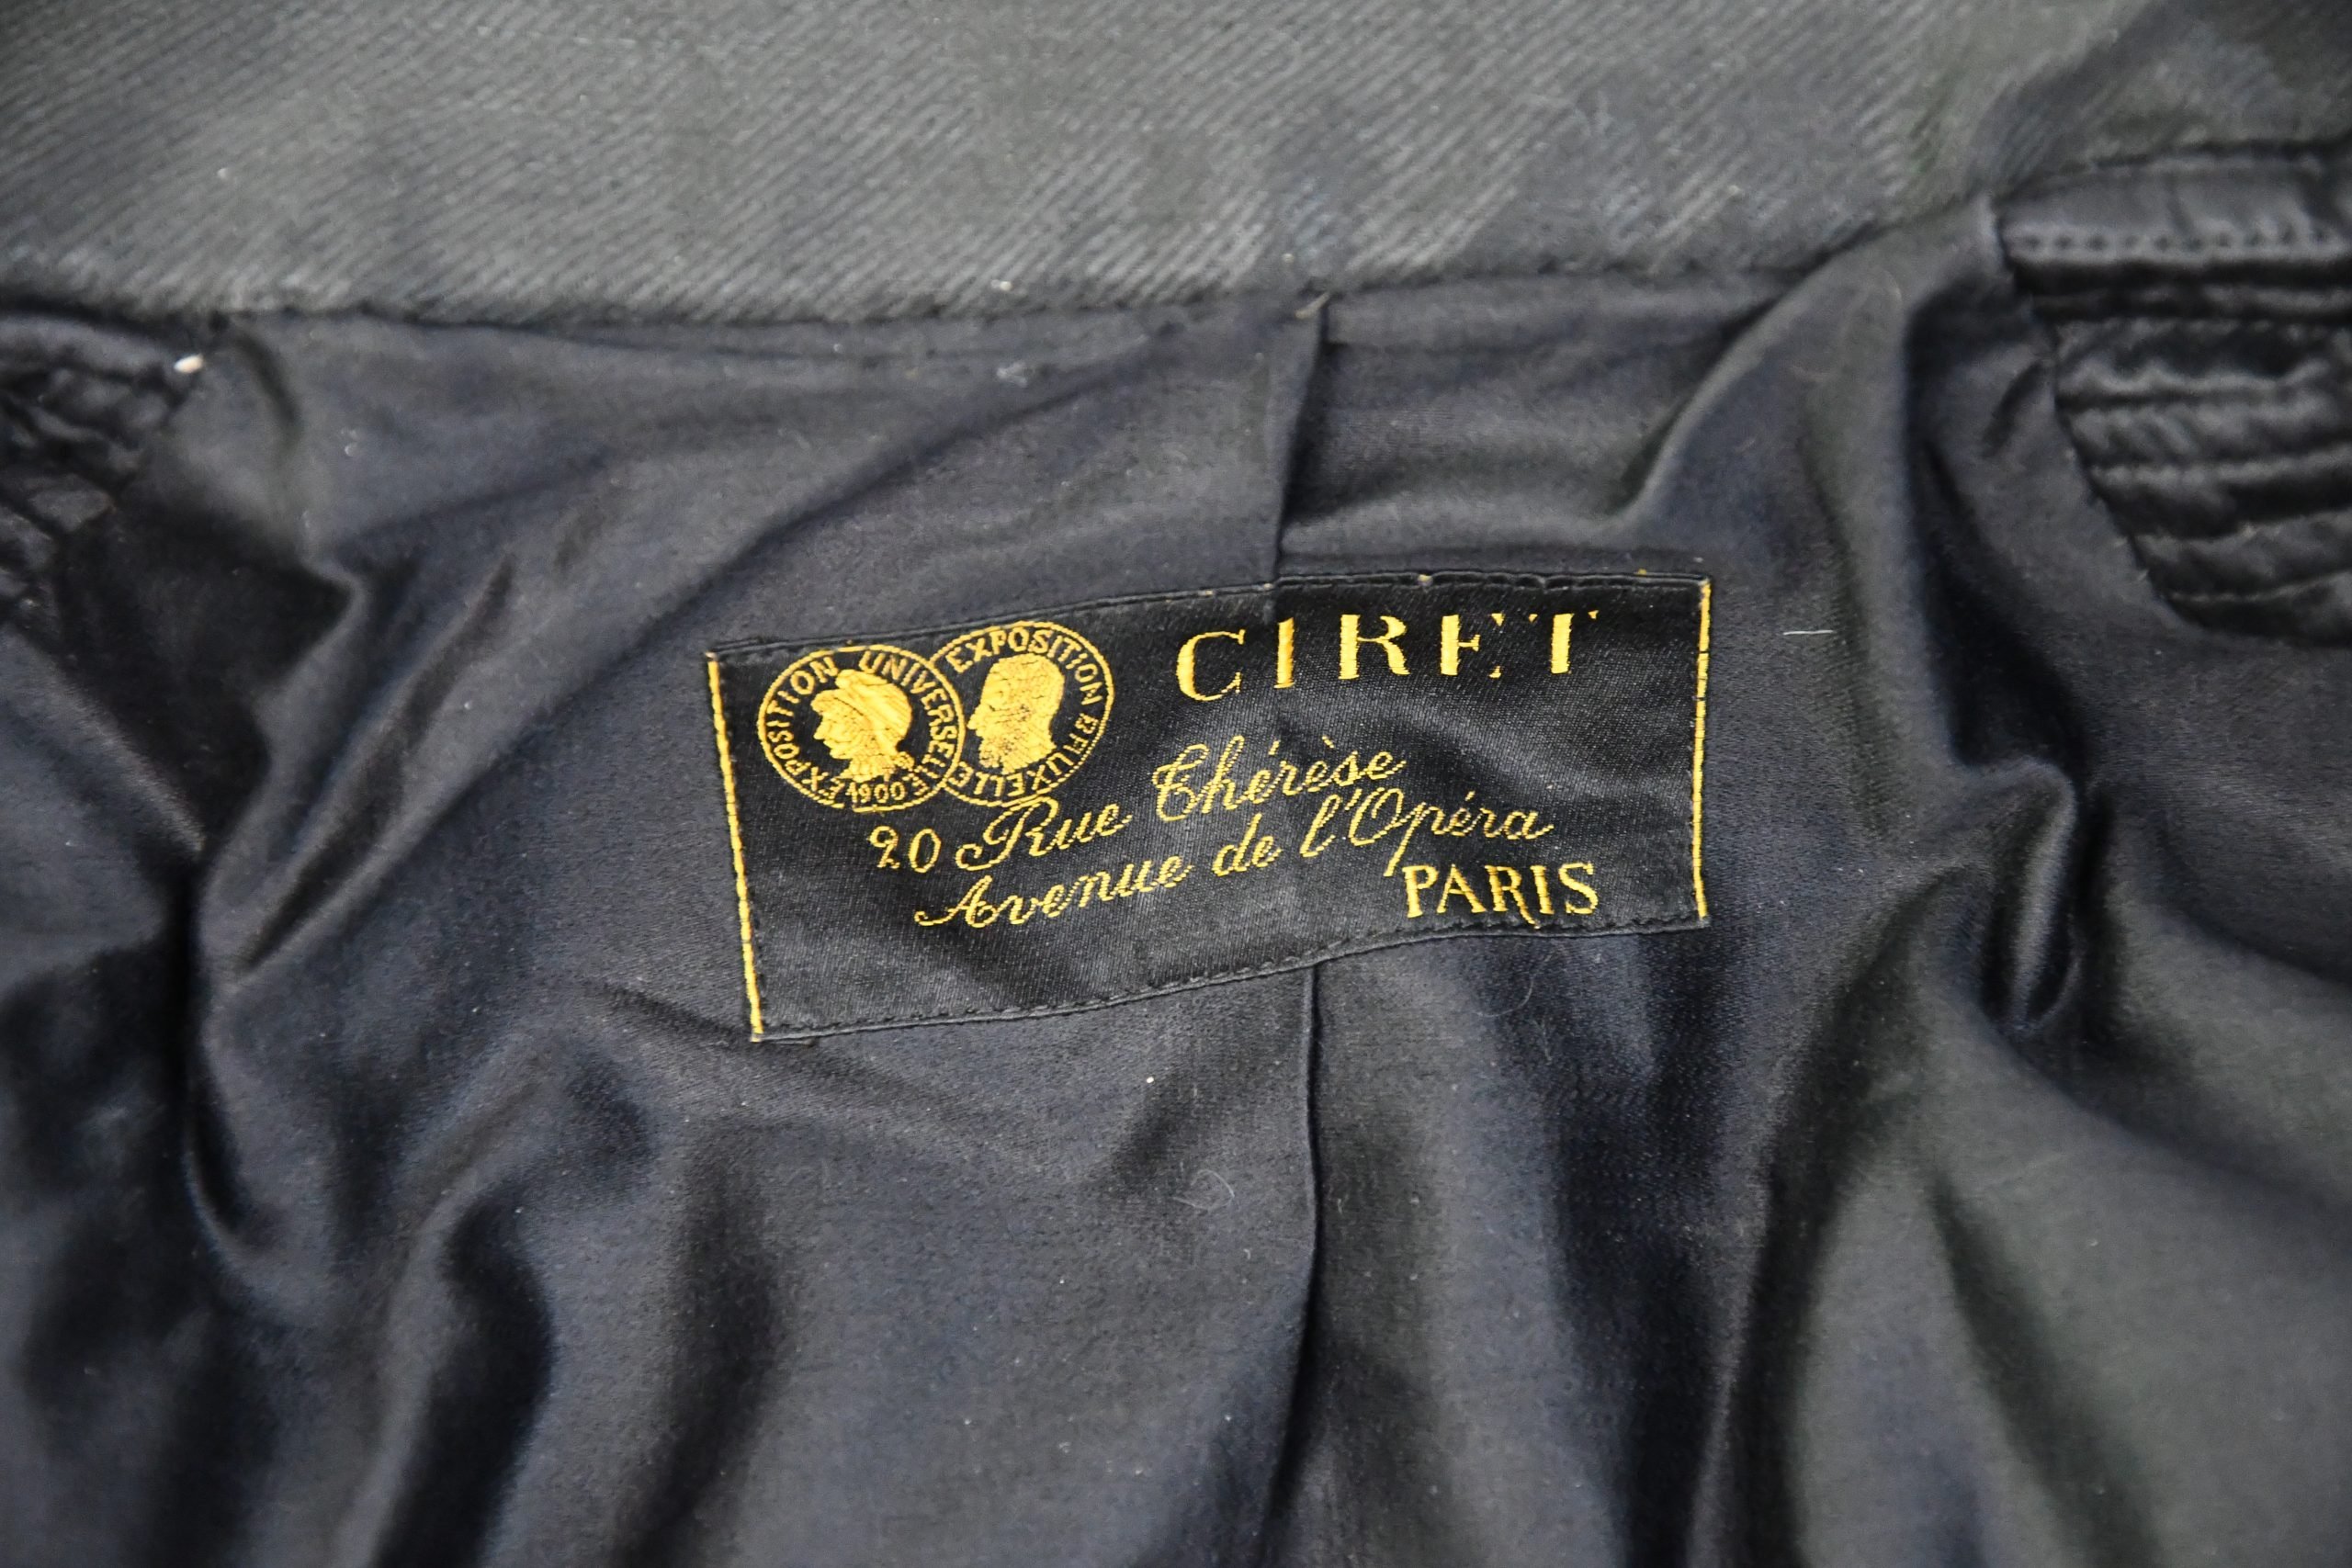 EXPOSITION UNIVERSELLE 1900
EXPOSITION BRUXELLES
CIRET
20 Rue Thérèse
Avenue de l'Opéra
PARIS